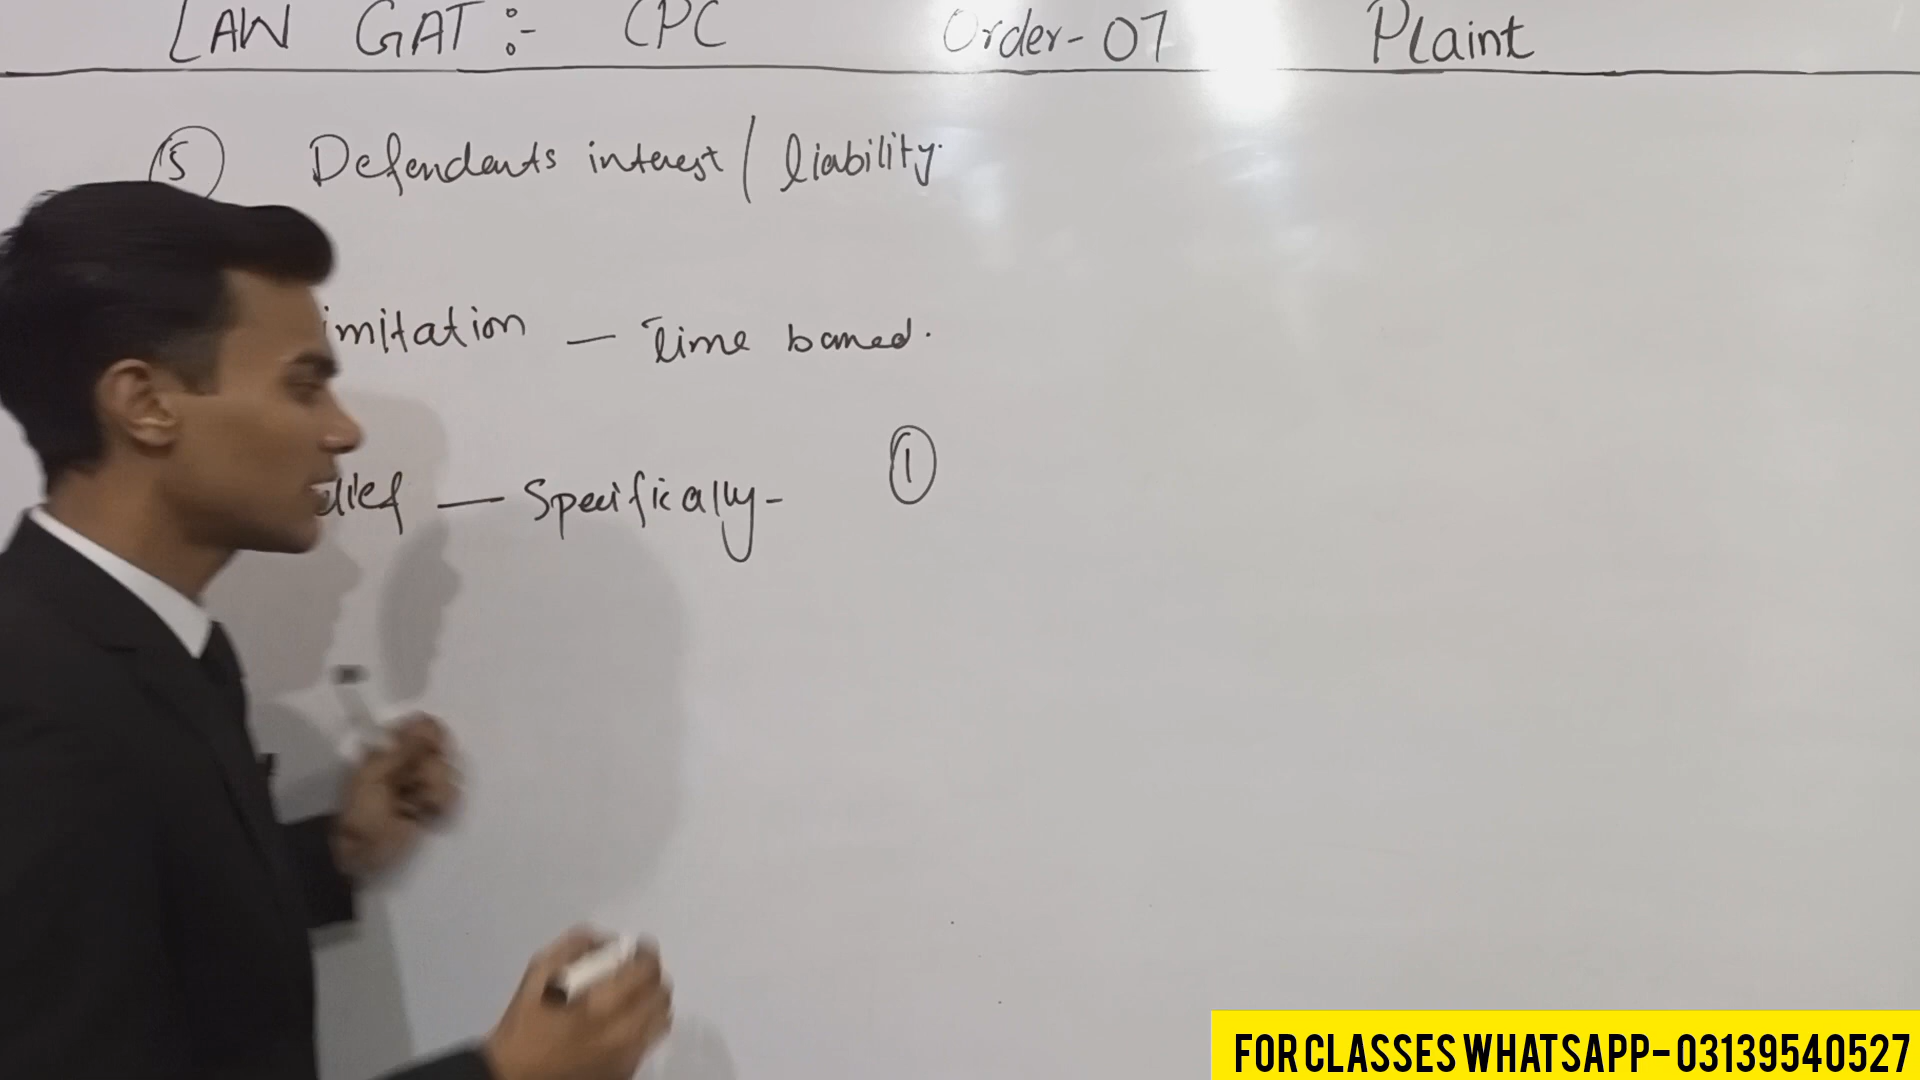 LAW GAT :- CPC Order-07 Plaint
5 Defendants interest / liability.
imitation — Time barred.
lief — Specifically- 1
FOR CLASSES WHATSAPP-03139540527